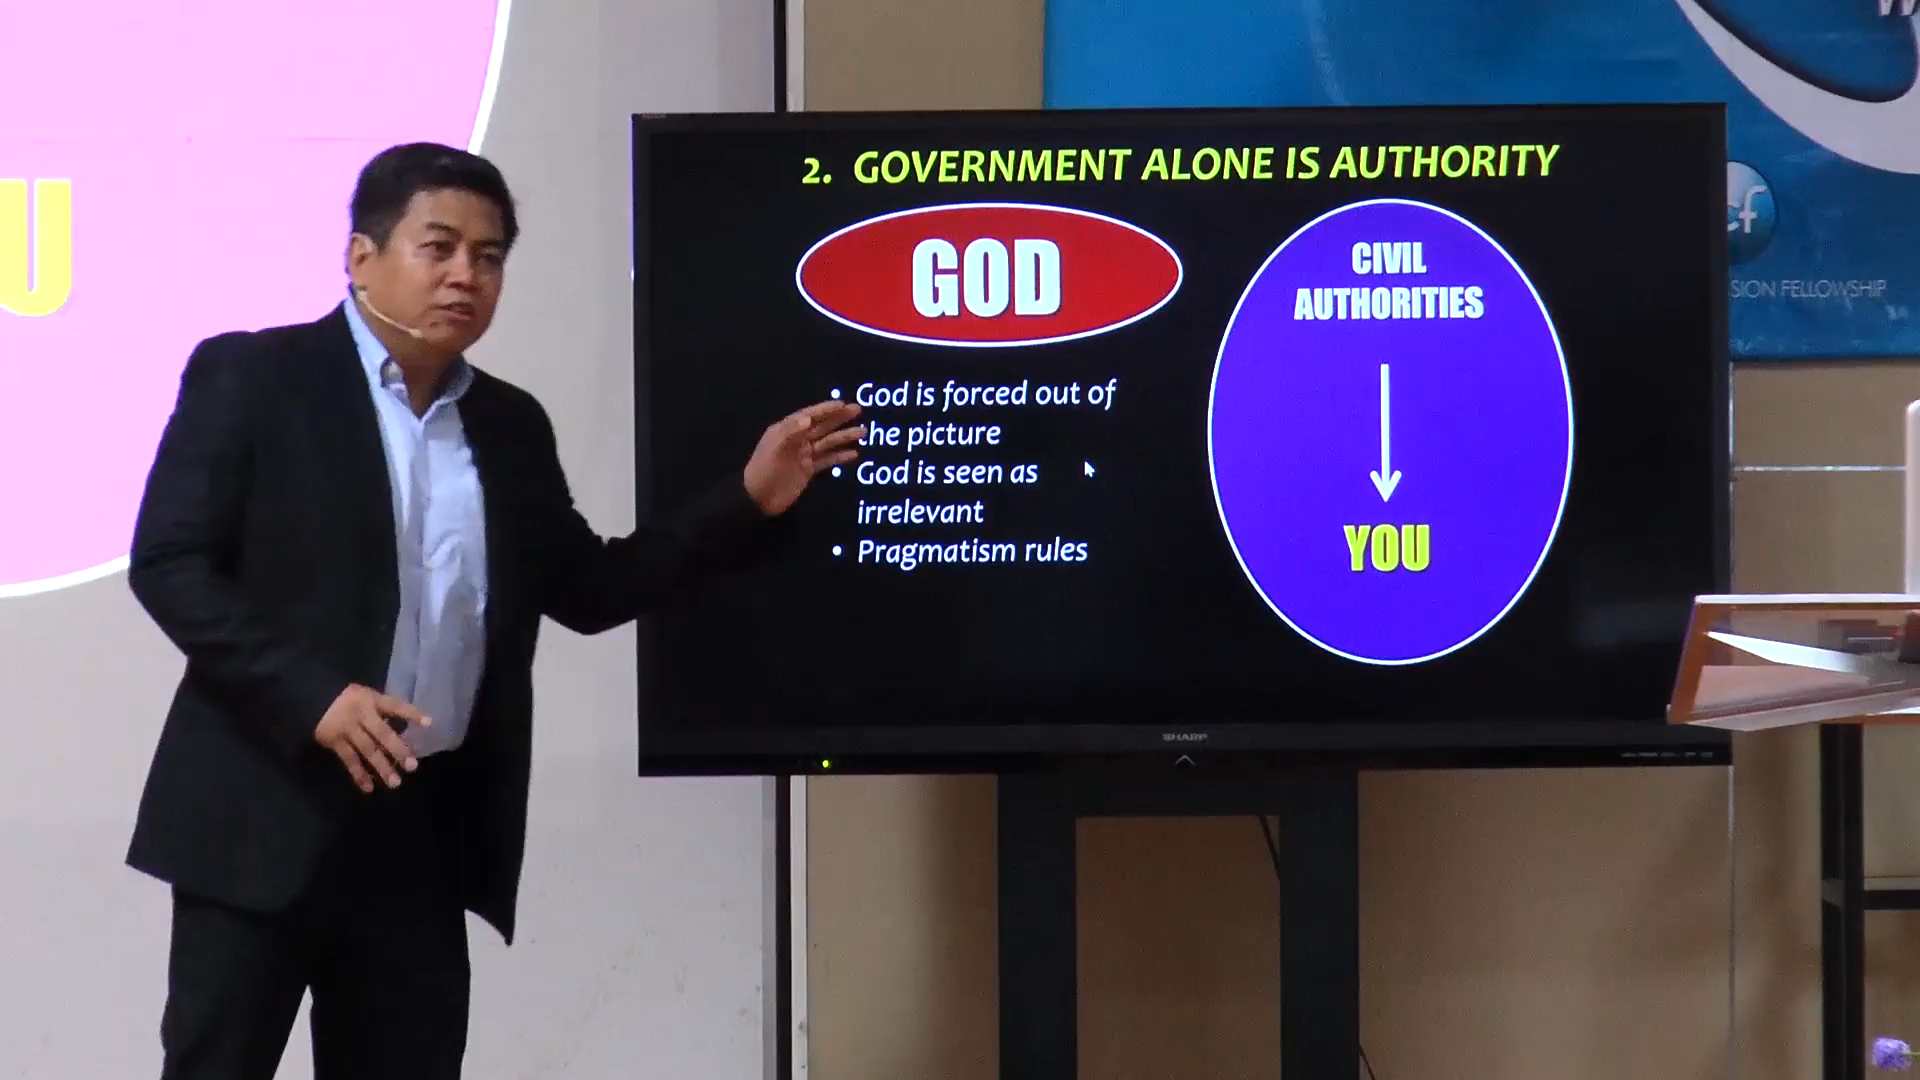 2. GOVERNMENT ALONE IS AUTHORITY
GOD
• God is forced out of
the picture
• God is seen as
irrelevant
• Pragmatism rules
CIVIL
AUTHORITIES
YOU
U
SION FELLOWSHIP
cf
SHARP